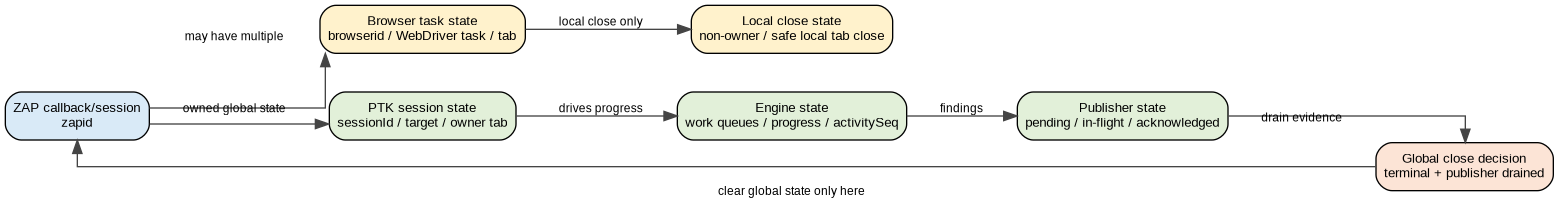 Browser task state
browserid / WebDriver task / tab
local close only
Local close state
non-owner / safe local tab close
may have multiple
ZAP callback/session
zapid
owned global state
PTK session state
sessionId / target / owner tab
drives progress
Engine state
work queues / progress / activitySeq
findings
Publisher state
pending / in-flight / acknowledged
drain evidence
Global close decision
terminal + publisher drained
clear global state only here